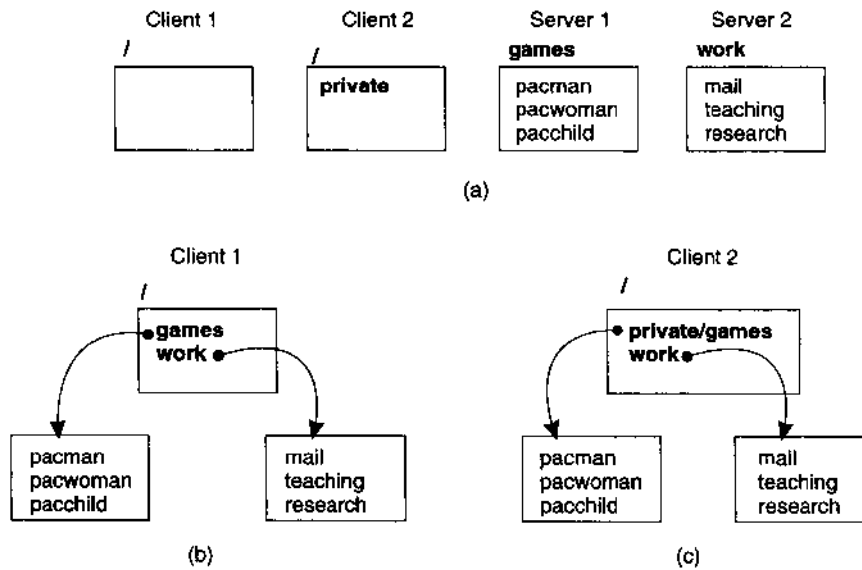 Client 1
Client 2
Server 1
Server 2
/
/
games
work
private
pacman
pacwoman
pacchild
mail
teaching
research
(a)
Client 1
/
games
work
pacman
pacwoman
pacchild
mail
teaching
research
(b)
Client 2
/
private/games
work
pacman
pacwoman
pacchild
mail
teaching
research
(c)